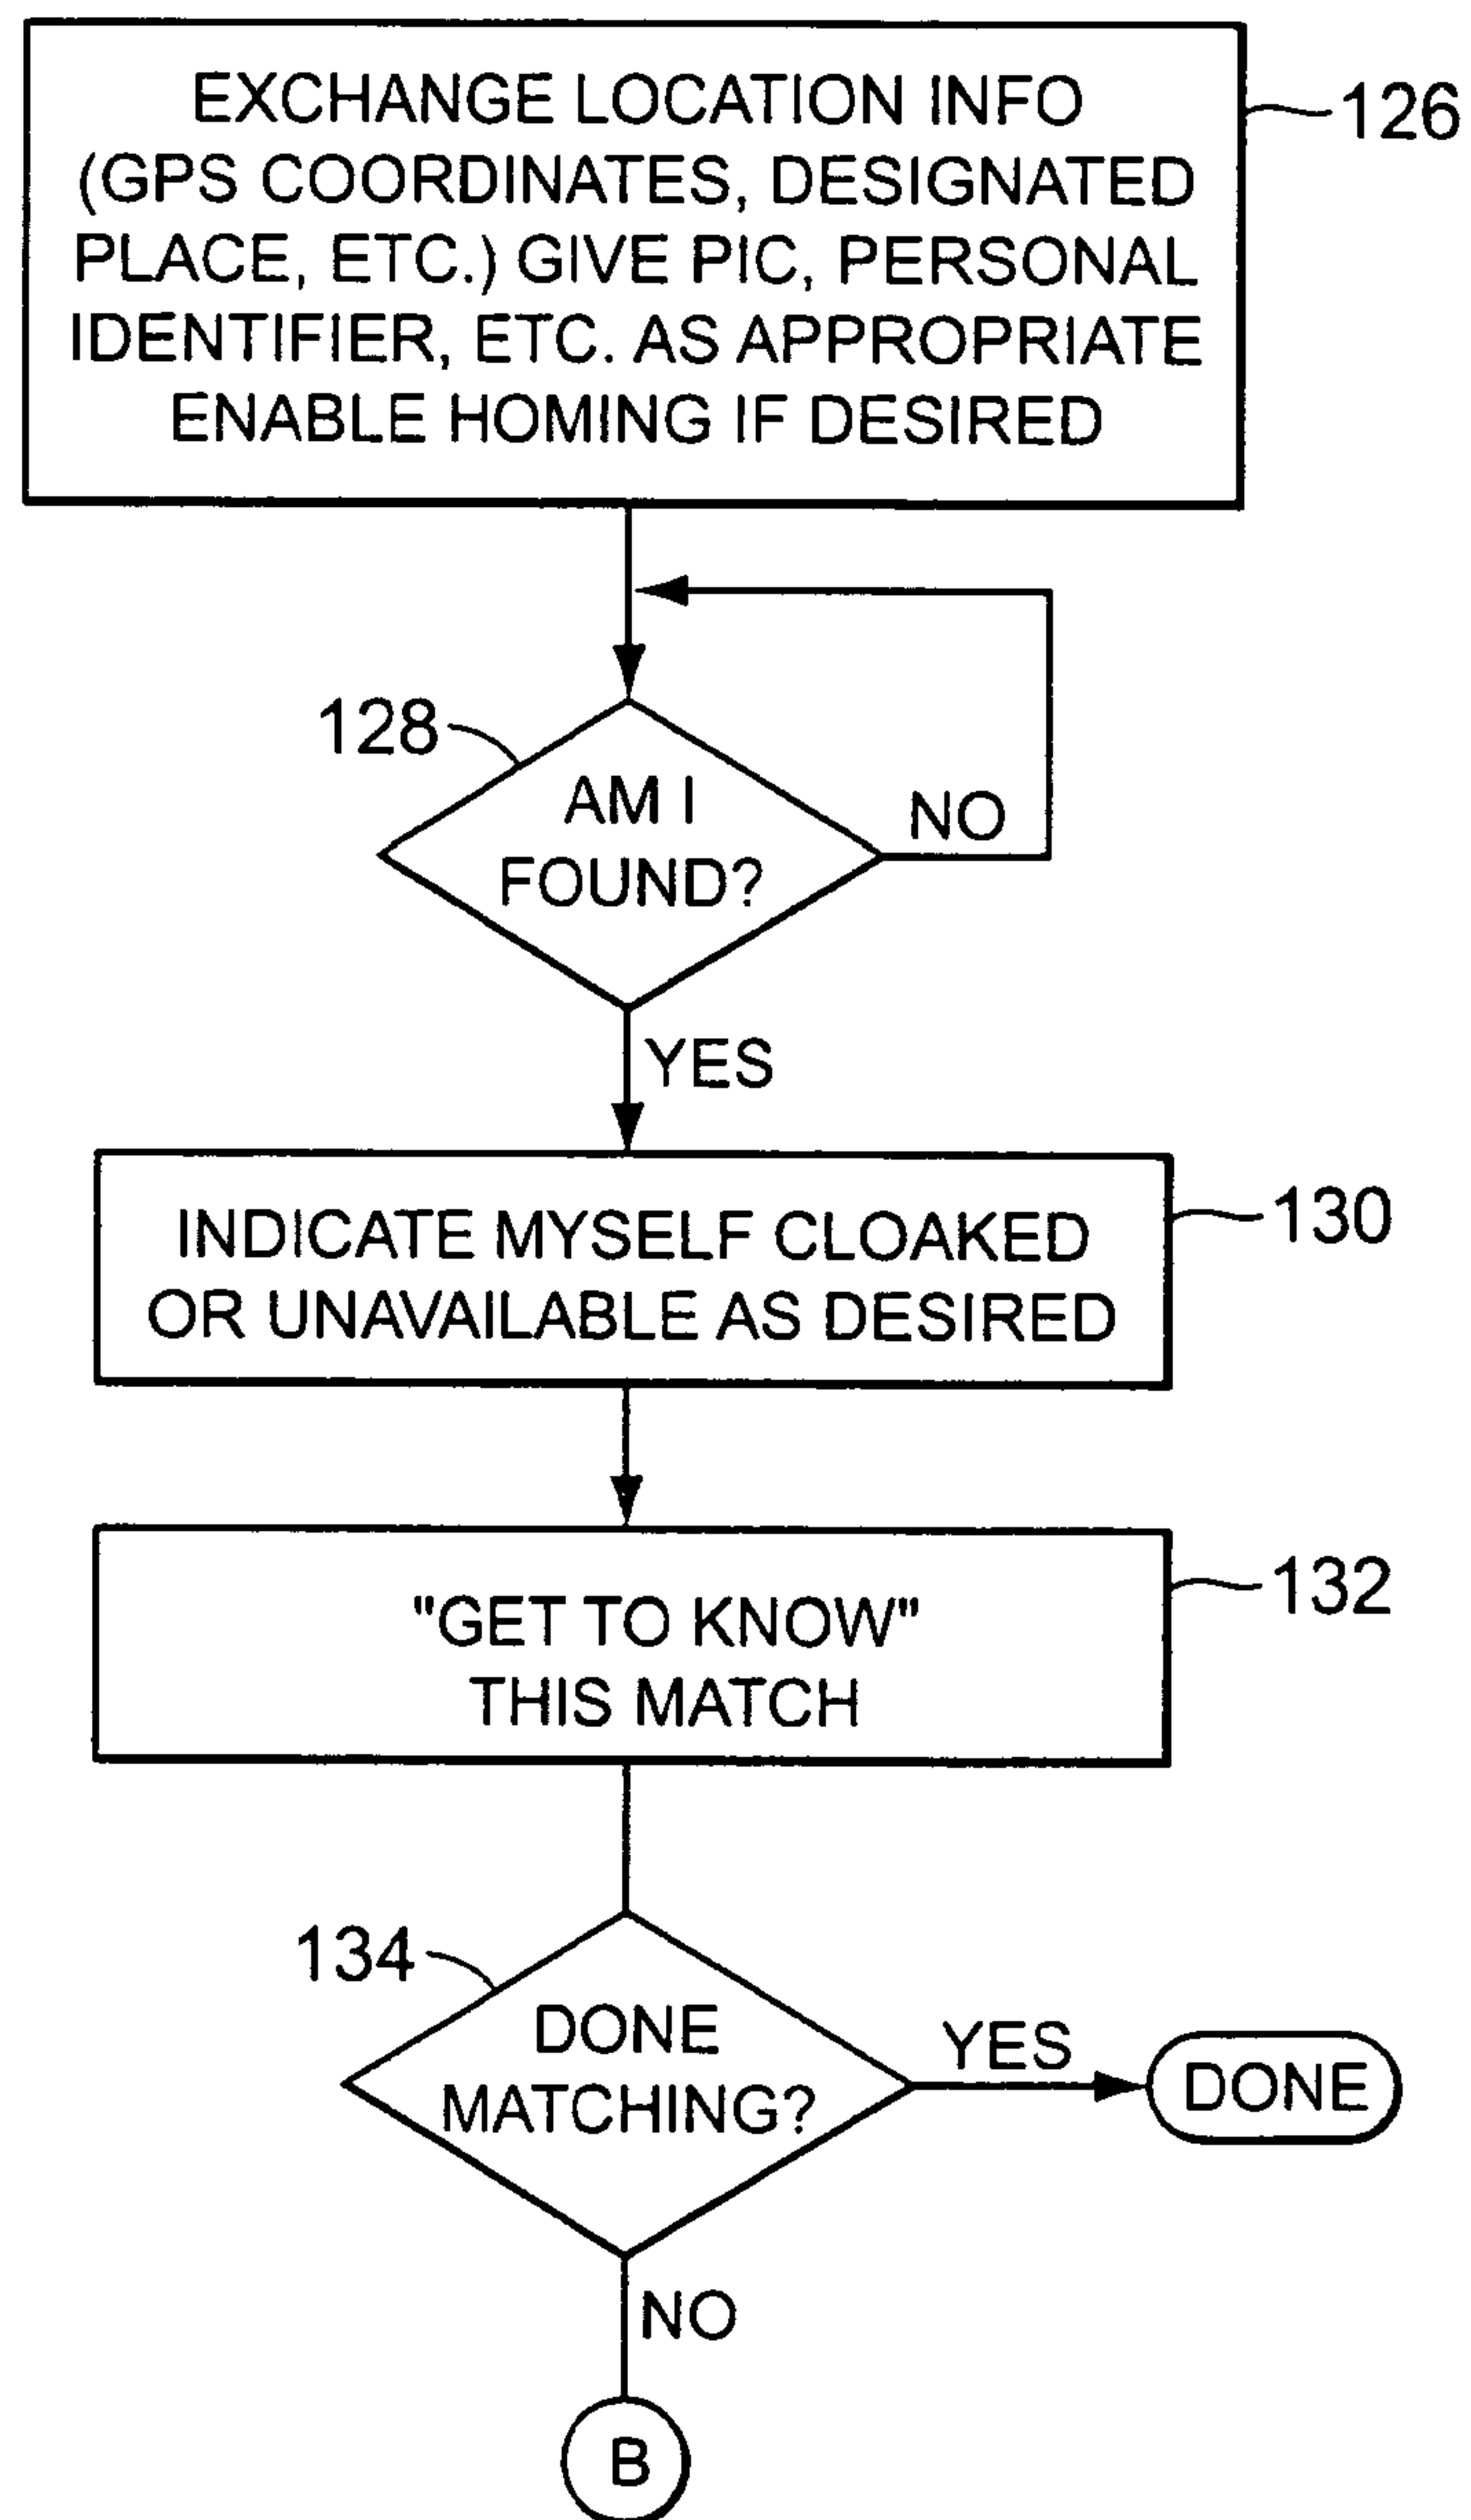 EXCHANGE LOCATION INFO
(GPS COORDINATES, DESIGNATED
PLACE, ETC.) GIVE PIC, PERSONAL
IDENTIFIER, ETC. AS APPROPRIATE
ENABLE HOMING IF DESIRED
126
128
AM I
FOUND?
NO
YES
INDICATE MYSELF CLOAKED
OR UNAVAILABLE AS DESIRED
130
"GET TO KNOW"
THIS MATCH
132
134
DONE
MATCHING?
YES
DONE
NO
B